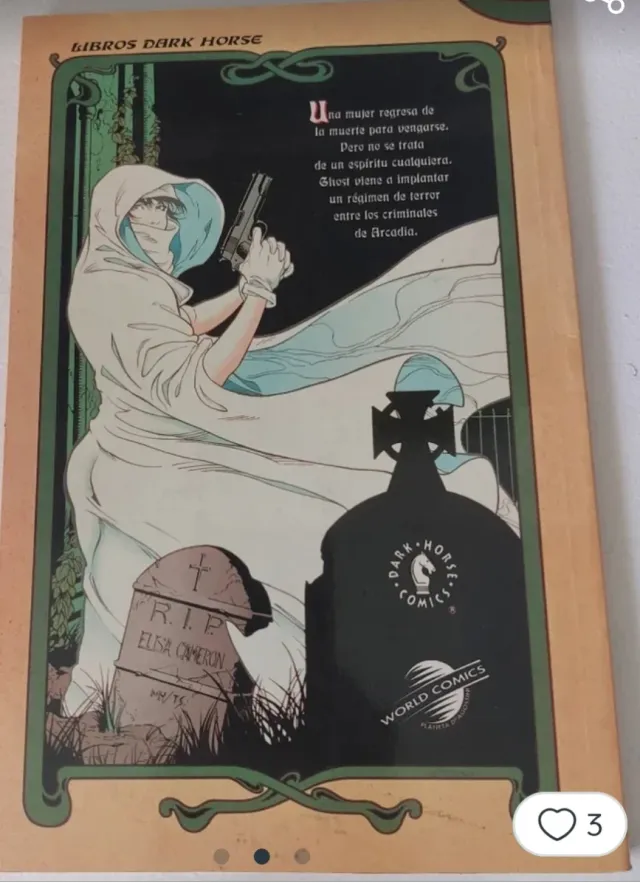 LIBROS DARK HORSE
Una mujer regresa de
la muerte para vengarse.
Pero no se trata
de un espíritu cualquiera.
Ghost viene a implantar
un régimen de terror
entre los criminales
de Arcadia.
R.I.P.
ELISA CAMERON
DARK · HORSE · COMICS ·
®
WORLD COMICS
PLANETA DEAGOSTINI
3